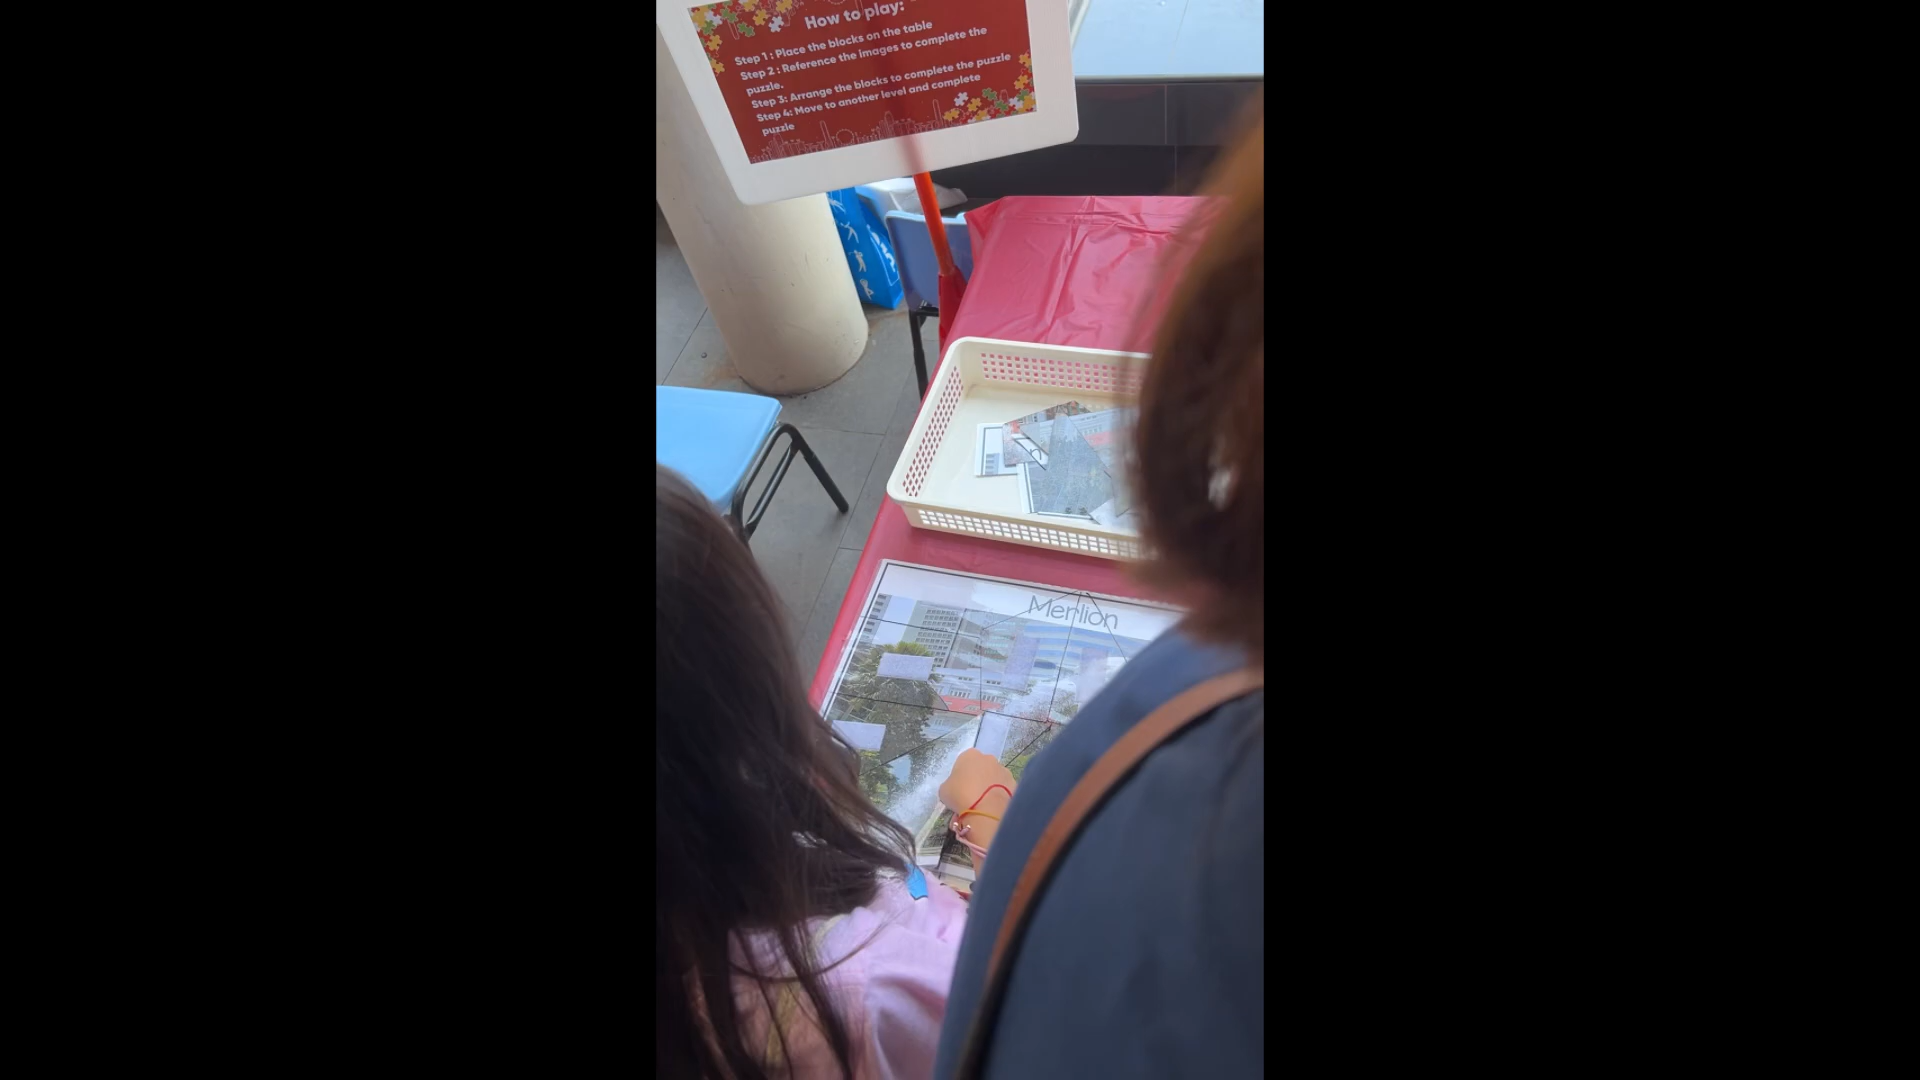 How to play:
Step 1 : Place the blocks on the table
Step 2 : Reference the images to complete the
puzzle.
Step 3: Arrange the blocks to complete the puzzle
Step 4: Move to another level and complete
puzzle
n
Merlion